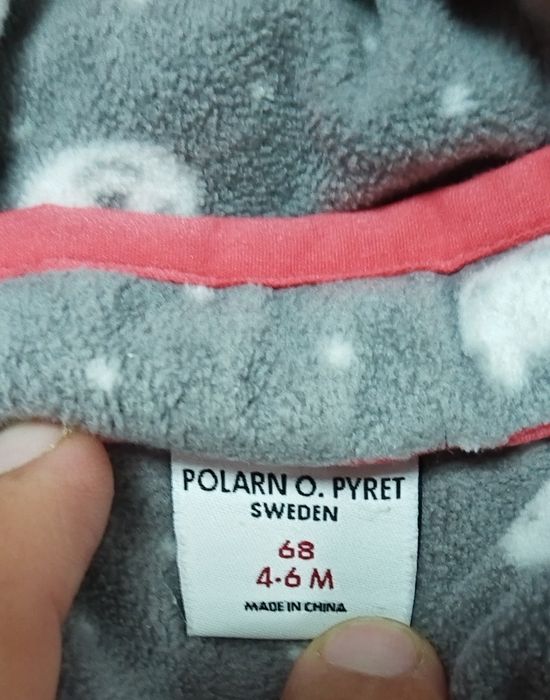 POLARN O. PYRET
SWEDEN
68
4-6 M
MADE IN CHINA